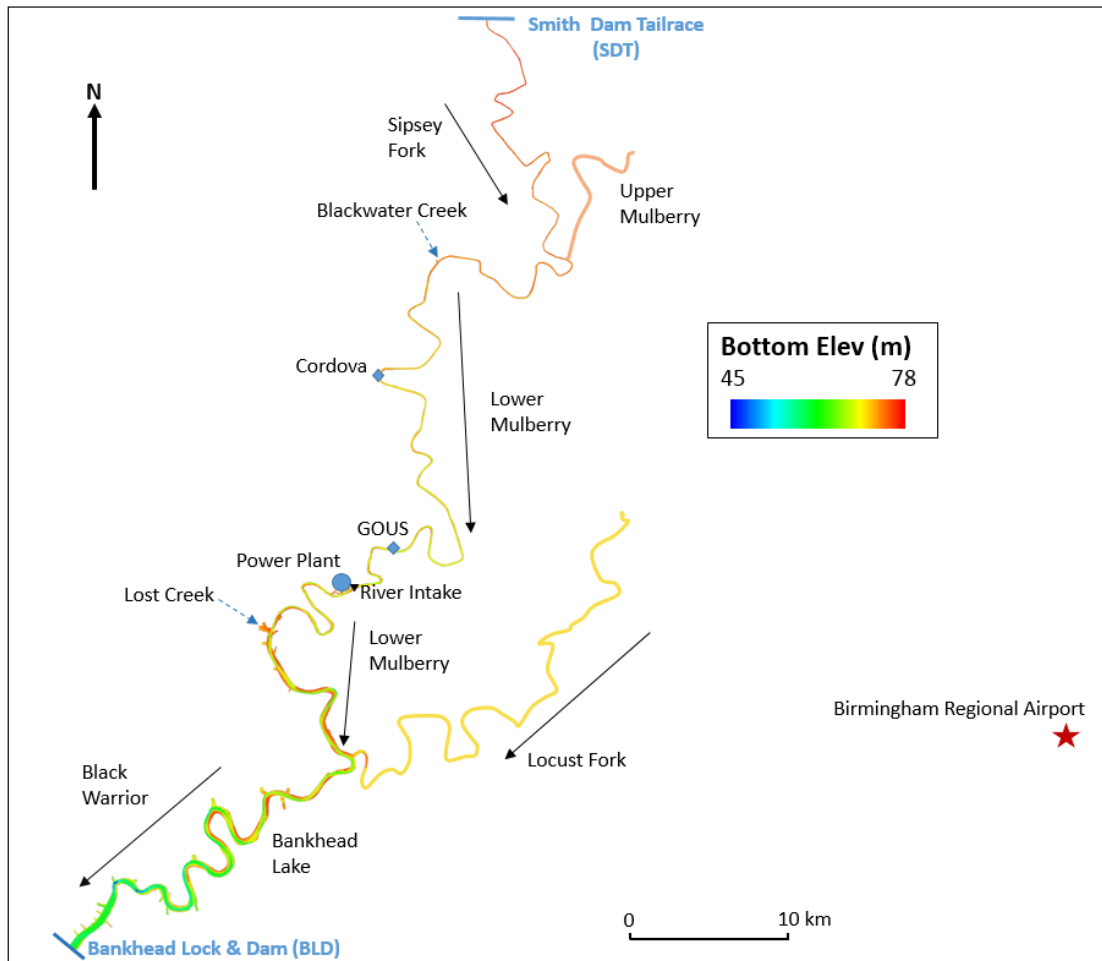 Smith Dam Tailrace
(SDT)
N
Sipsey
Fork
Upper
Mulberry
Blackwater Creek
Bottom Elev (m)
45 78
Cordova
Lower
Mulberry
GOUS
Power Plant
River Intake
Lost Creek
Lower
Mulberry
Birmingham Regional Airport
Locust Fork
Black
Warrior
Bankhead
Lake
0 10 km
Bankhead Lock & Dam (BLD)